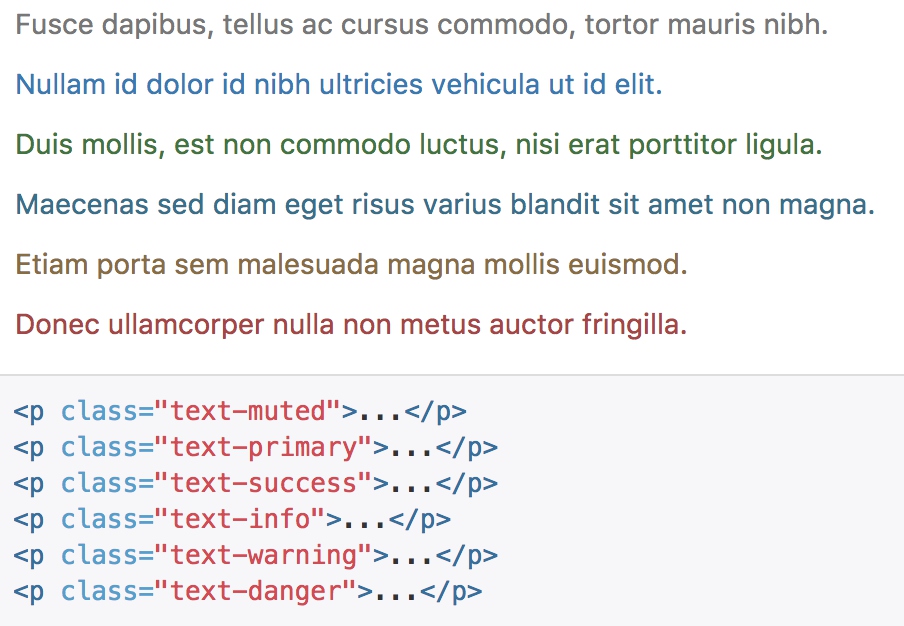 Fusce dapibus, tellus ac cursus commodo, tortor mauris nibh.
Nullam id dolor id nibh ultricies vehicula ut id elit.
Duis mollis, est non commodo luctus, nisi erat porttitor ligula.
Maecenas sed diam eget risus varius blandit sit amet non magna.
Etiam porta sem malesuada magna mollis euismod.
Donec ullamcorper nulla non metus auctor fringilla.
<p class="text-muted">...</p>
<p class="text-primary">...</p>
<p class="text-success">...</p>
<p class="text-info">...</p>
<p class="text-warning">...</p>
<p class="text-danger">...</p>